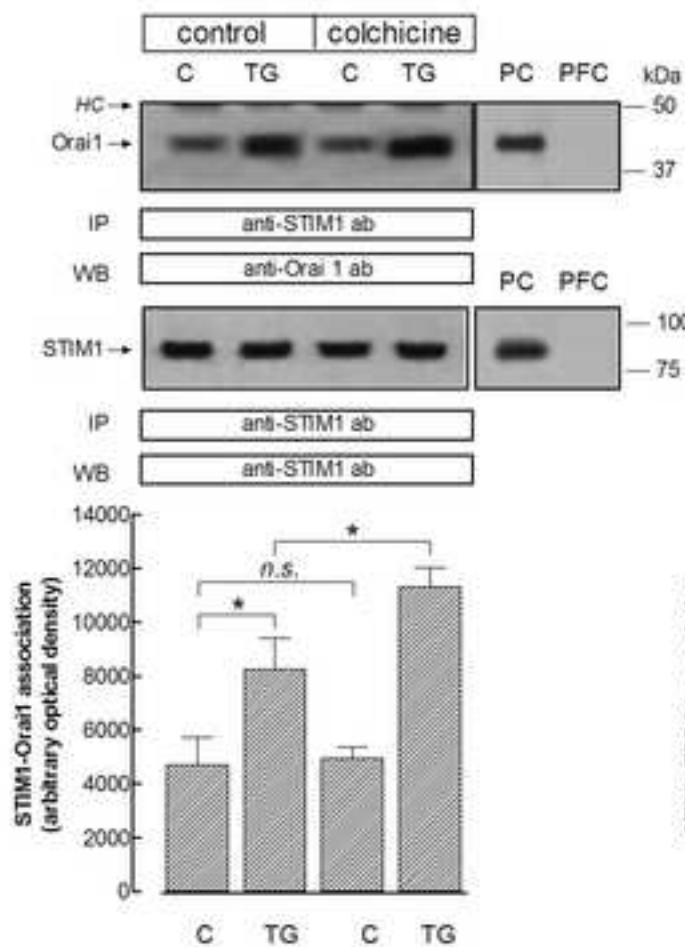 control colchicine
C TG C TG PC PFC kDa
HC 50
Orai1 37
IP anti-STIM1 ab
WB anti-Orai 1 ab PC PFC
100
STIM1 75
IP anti-STIM1 ab
WB anti-STIM1 ab
STIM1-Orai1 association
(arbitrary optical density)
14000
12000
10000
8000
6000
4000
2000
0
*
n.s.
*
C TG C TG